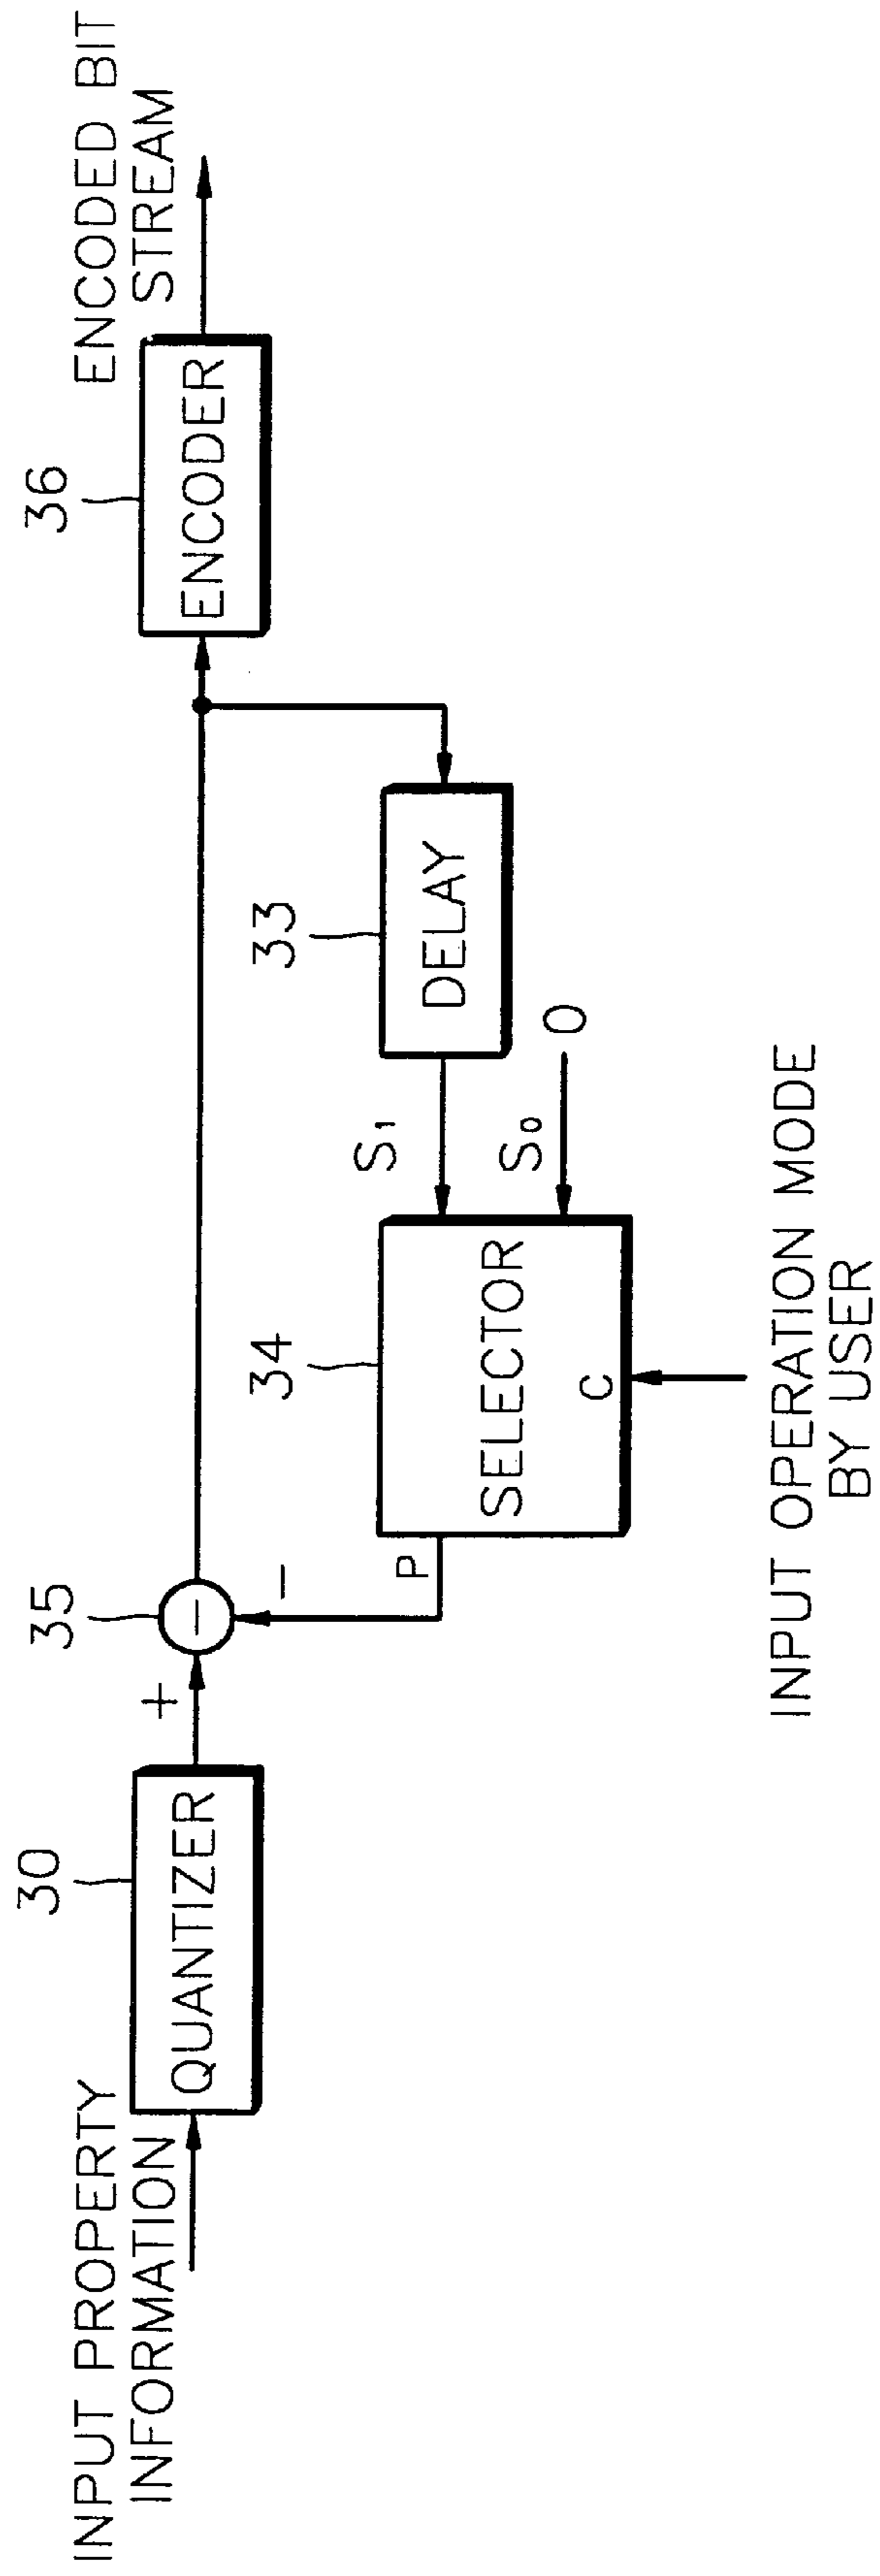 INPUT PROPERTY
INFORMATION
30
QUANTIZER
+
35
−
−
P
34
SELECTOR
C
INPUT OPERATION MODE
BY USER
S1
S0
0
33
DELAY
36
ENCODER
ENCODED BIT
STREAM